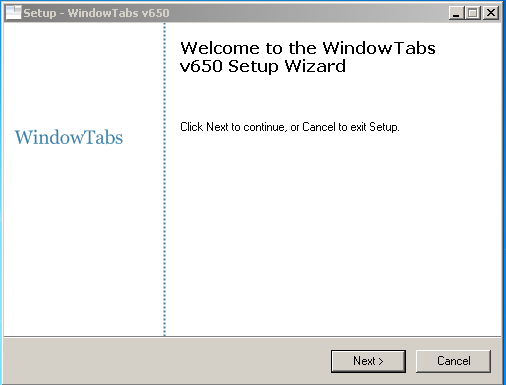 Setup - WindowTabs v650
Welcome to the WindowTabs
v650 Setup Wizard
Click Next to continue, or Cancel to exit Setup.
WindowTabs
Next >
Cancel